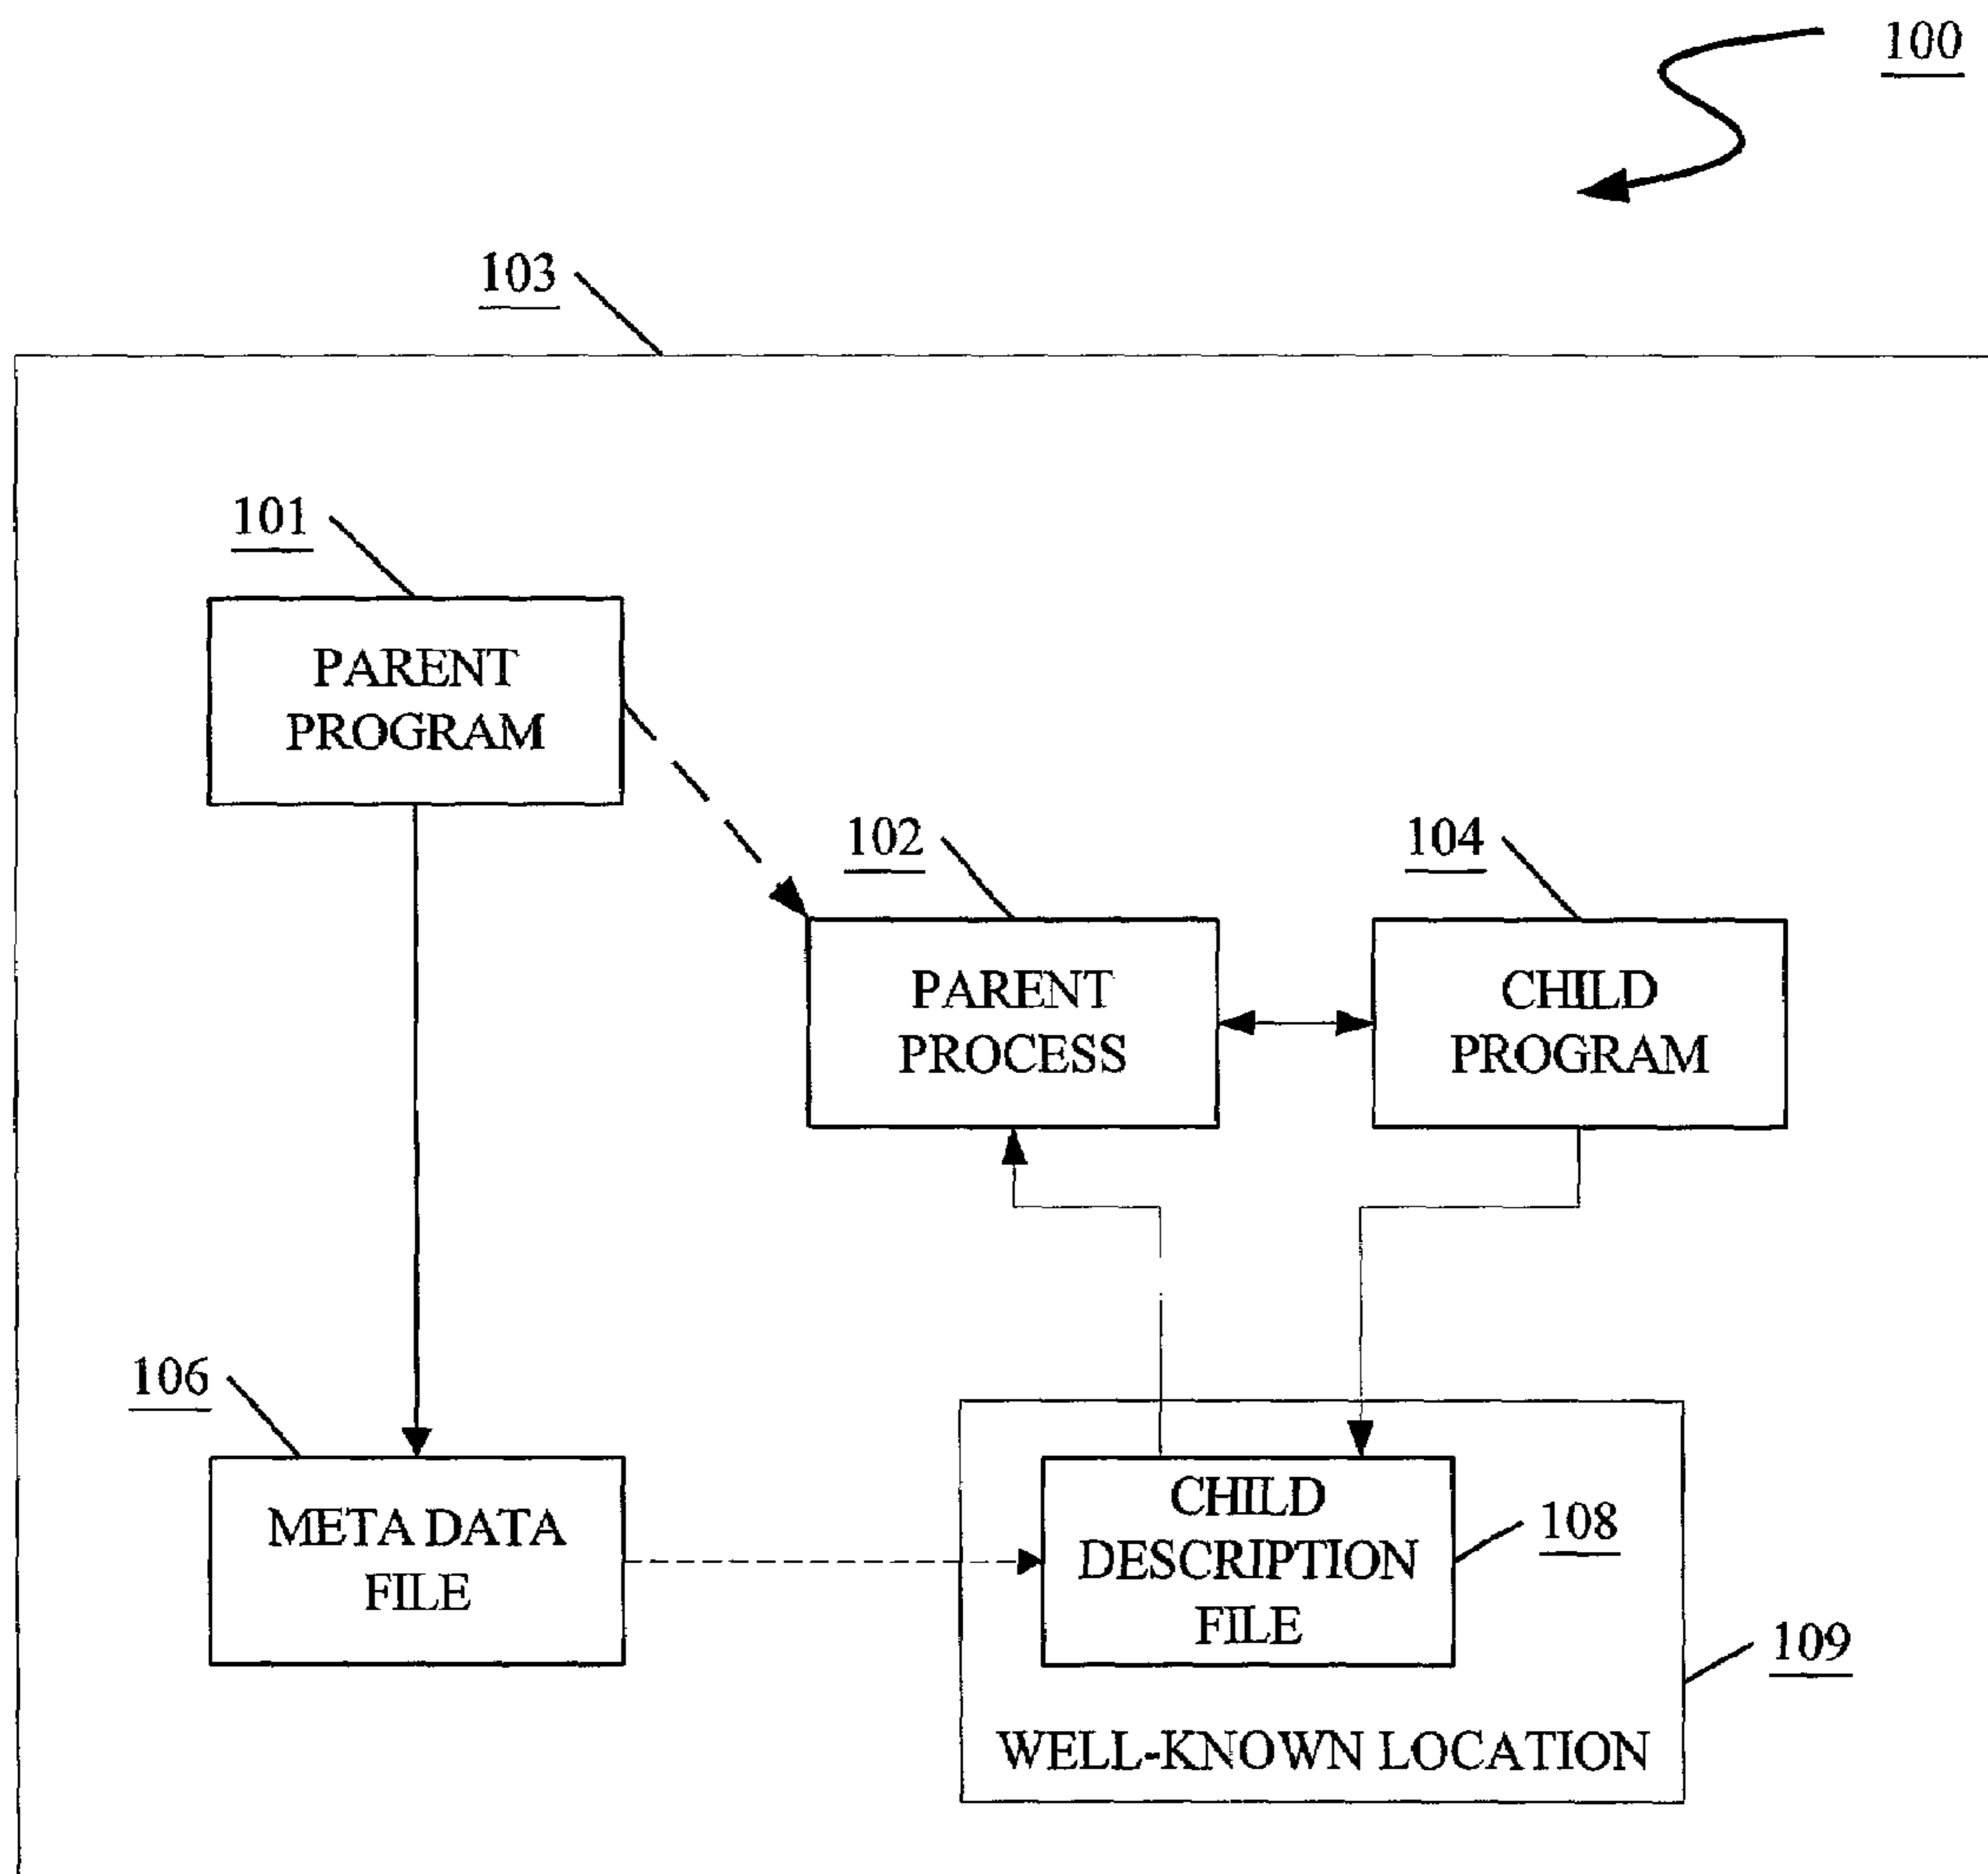 100
103
101
PARENT
PROGRAM
102
104
PARENT
PROCESS
CHILD
PROGRAM
106
META DATA
FILE
CHILD
DESCRIPTION
FILE
108
109
WELL-KNOWN LOCATION